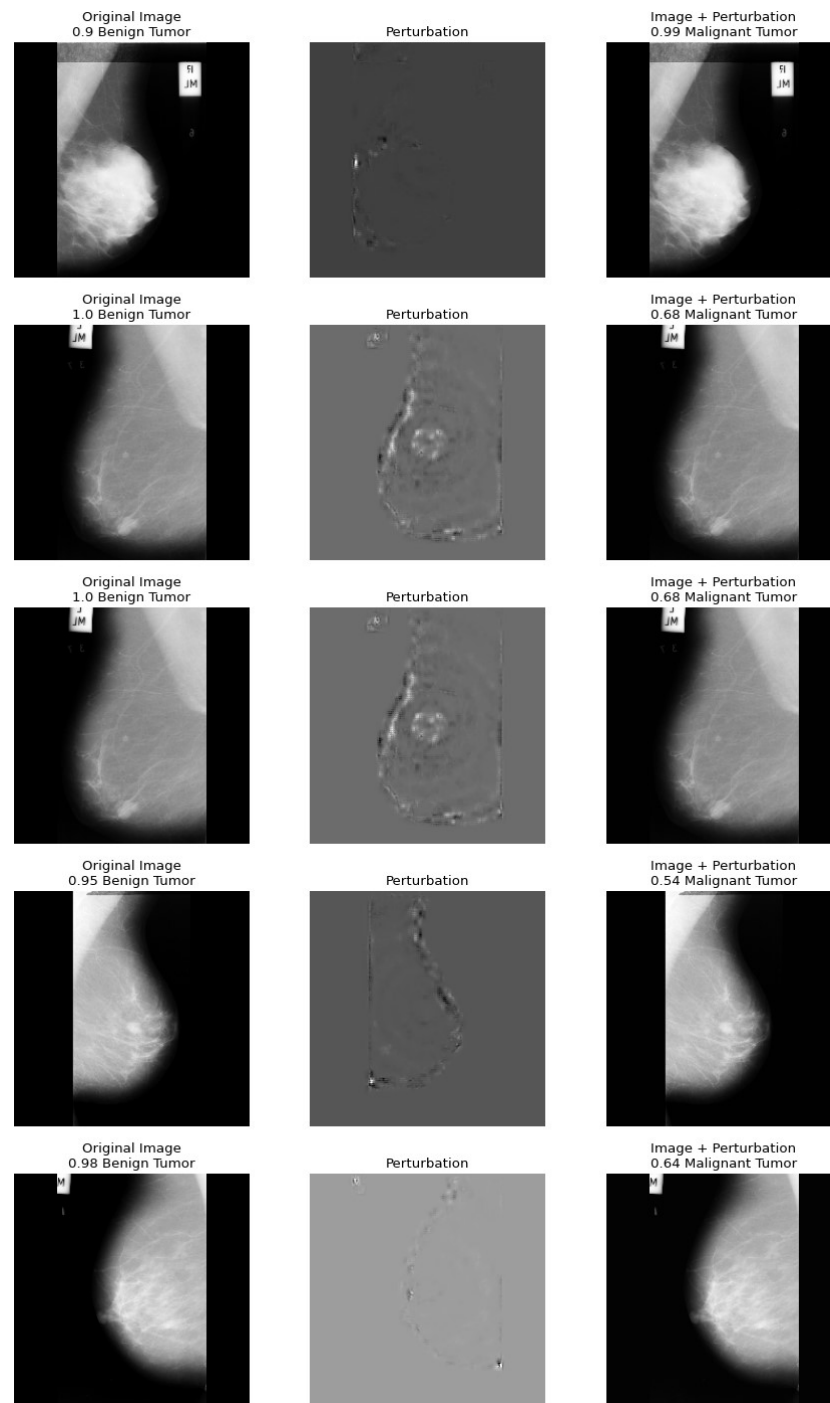 Original Image
0.9 Benign Tumor
Perturbation
Image + Perturbation
0.99 Malignant Tumor
Original Image
1.0 Benign Tumor
Perturbation
Image + Perturbation
0.68 Malignant Tumor
Original Image
1.0 Benign Tumor
Perturbation
Image + Perturbation
0.68 Malignant Tumor
Original Image
0.95 Benign Tumor
Perturbation
Image + Perturbation
0.54 Malignant Tumor
Original Image
0.98 Benign Tumor
Perturbation
Image + Perturbation
0.64 Malignant Tumor